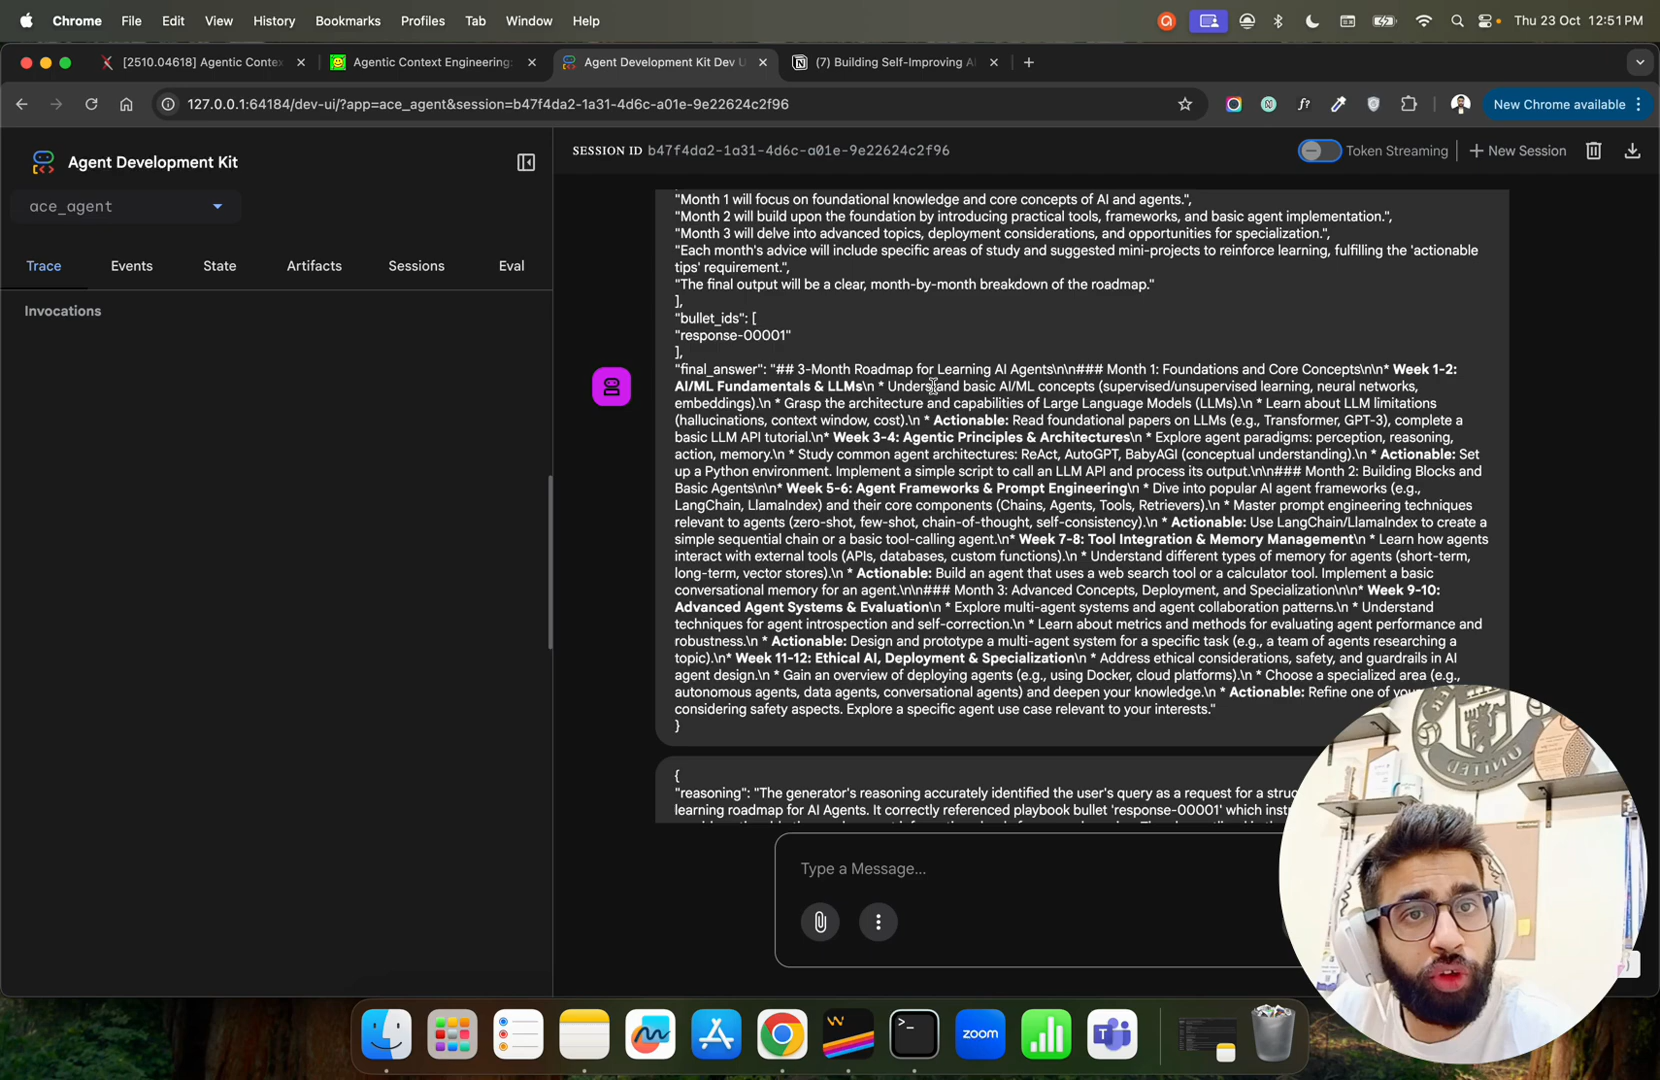 Chrome File Edit View History Bookmarks Profiles Tab Window Help Thu 23 Oct 12:51 PM
[2510.04618] Agentic Conte
Agentic Context Engineering:
Agent Development Kit Dev U
(7) Building Self-Improving AI
127.0.0.1:64184/dev-ui/?app=ace_agent&session=b47f4da2-1a31-4d6c-a01e-9e22624c2f96
New Chrome available
Agent Development Kit
ace_agent
Trace Events State Artifacts Sessions Eval
Invocations
SESSION ID b47f4da2-1a31-4d6c-a01e-9e22624c2f96
Token Streaming
New Session
"Month 1 will focus on foundational knowledge and core concepts of AI and agents.",
"Month 2 will build upon the foundation by introducing practical tools, frameworks, and basic agent implementation.",
"Month 3 will delve into advanced topics, deployment considerations, and opportunities for specialization.",
"Each month's advice will include specific areas of study and suggested mini-projects to reinforce learning, fulfilling the 'actionable
tips' requirement.",
"The final output will be a clear, month-by-month breakdown of the roadmap."
],
"bullet_ids": [
"response-00001"
],
"final_answer": "## 3-Month Roadmap for Learning AI Agents\n\n### Month 1: Foundations and Core Concepts\n\n* Week 1-2:
AI/ML Fundamentals & LLMs\n * Understand basic AI/ML concepts (supervised/unsupervised learning, neural networks,
embeddings).\n * Grasp the architecture and capabilities of Large Language Models (LLMs).\n * Learn about LLM limitations
(hallucinations, context window, cost).\n * Actionable: Read foundational papers on LLMs (e.g., Transformer, GPT-3), complete a
basic LLM API tutorial.\n* Week 3-4: Agentic Principles & Architectures\n * Explore agent paradigms: perception, reasoning,
action, memory.\n * Study common agent architectures: ReAct, AutoGPT, BabyAGI (conceptual understanding).\n * Actionable: Set
up a Python environment. Implement a simple script to call an LLM API and process its output.\n\n### Month 2: Building Blocks and
Basic Agents\n\n* Week 5-6: Agent Frameworks & Prompt Engineering\n * Dive into popular AI agent frameworks (e.g.,
LangChain, LlamaIndex) and their core components (Chains, Agents, Tools, Retrievers).\n * Master prompt engineering techniques
relevant to agents (zero-shot, few-shot, chain-of-thought, self-consistency).\n * Actionable: Use LangChain/LlamaIndex to create a
simple sequential chain or a basic tool-calling agent.\n* Week 7-8: Tool Integration & Memory Management\n * Learn how agents
interact with external tools (APIs, databases, custom functions).\n * Understand different types of memory for agents (short-term,
long-term, vector stores).\n * Actionable: Build an agent that uses a web search tool or a calculator tool. Implement a basic
conversational memory for an agent.\n\n### Month 3: Advanced Concepts, Deployment, and Specialization\n\n* Week 9-10:
Advanced Agent Systems & Evaluation\n * Explore multi-agent systems and agent collaboration patterns.\n * Understand
techniques for agent introspection and self-correction.\n * Learn about metrics and methods for evaluating agent performance and
robustness.\n * Actionable: Design and prototype a multi-agent system for a specific task (e.g., a team of agents researching a
topic).\n* Week 11-12: Ethical AI, Deployment & Specialization\n * Address ethical considerations, safety, and guardrails in AI
agent design.\n * Gain an overview of deploying agents (e.g., using Docker, cloud platforms).\n * Choose a specialized area (e.g.,
autonomous agents, data agents, conversational agents) and deepen your knowledge.\n * Actionable: Refine one of
considering safety aspects. Explore a specific agent use case relevant to your interests."
}
{
"reasoning": "The generator's reasoning accurately identified the user's query as a request for a
learning roadmap for AI Agents. It correctly referenced playbook bullet 'response-00001' which
Type a Message...
UNITED
zoom